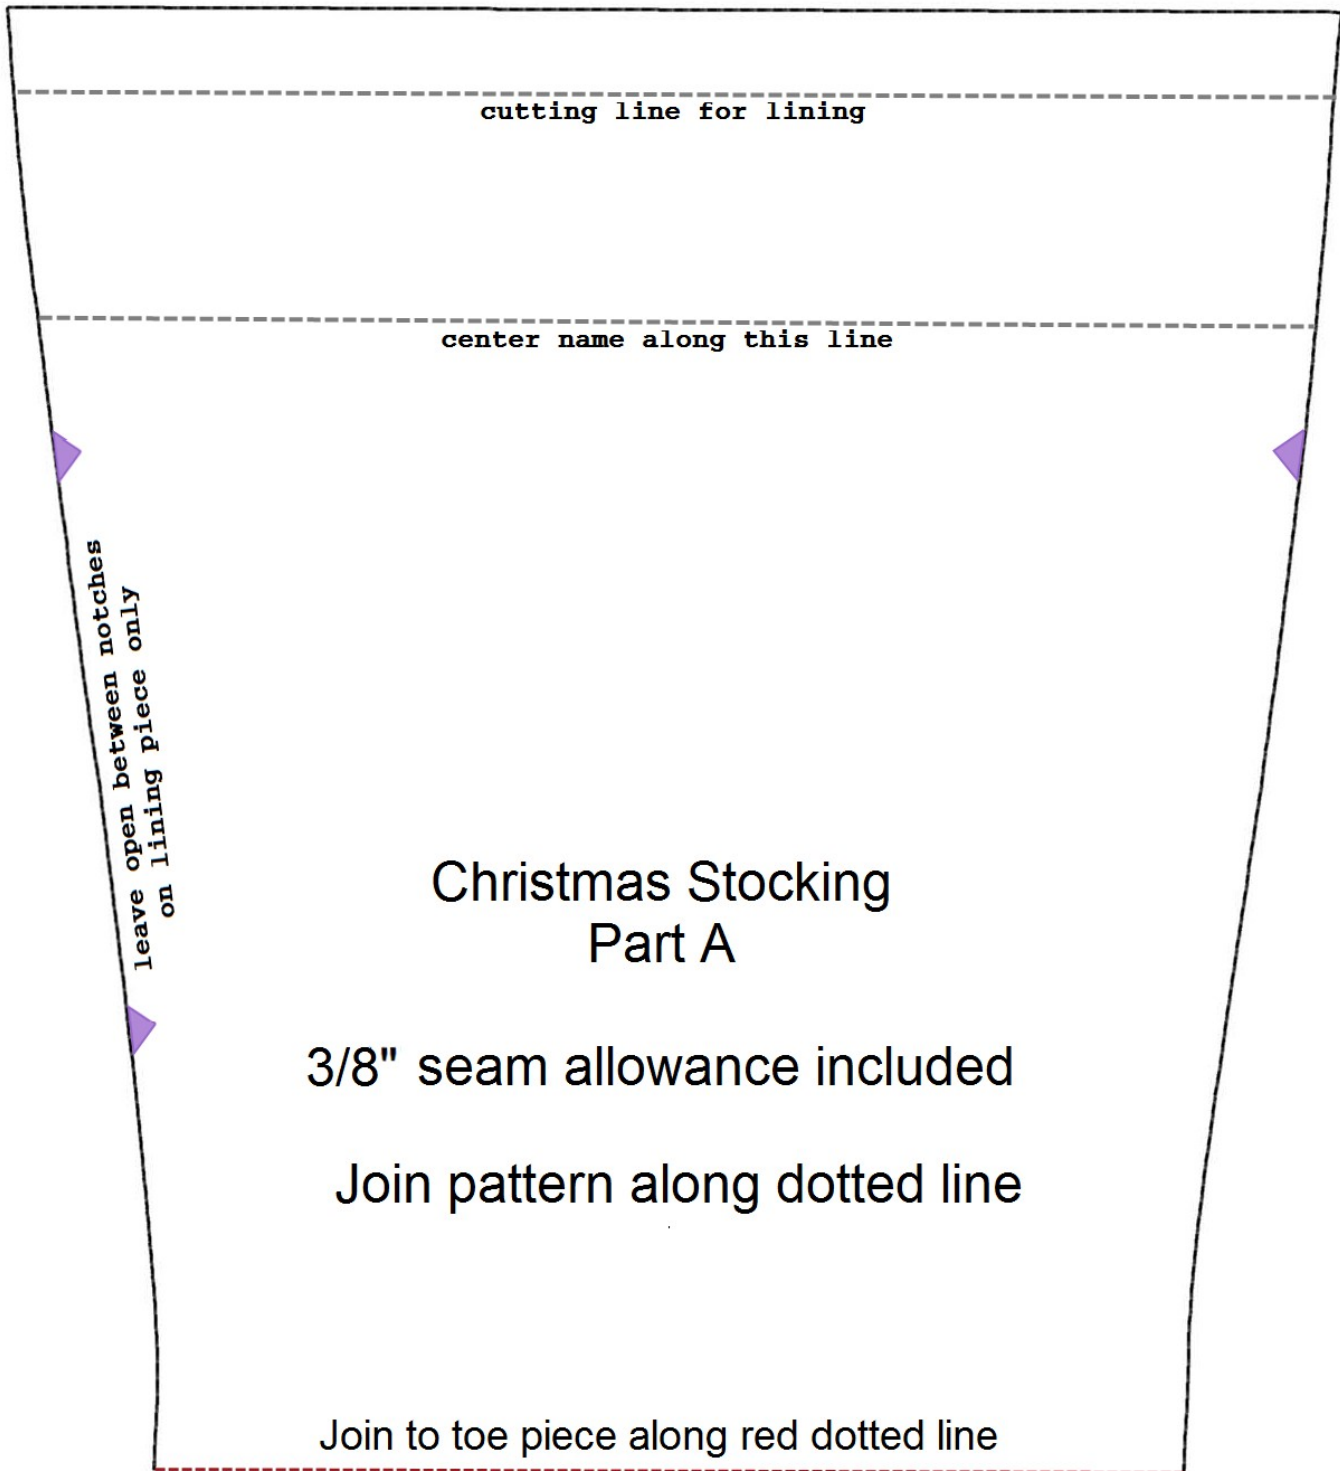 cutting line for lining
center name along this line
leave open between notches
on lining piece only
Christmas Stocking
Part A
3/8" seam allowance included
Join pattern along dotted line
Join to toe piece along red dotted line